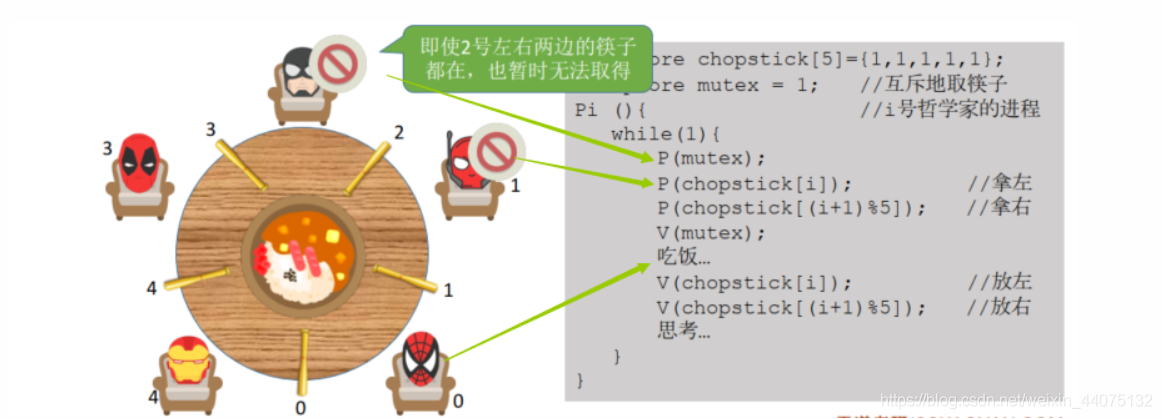 即使2号左右两边的筷子
都在，也暂时无法取得
ore chopstick[5]={1,1,1,1,1};
ore mutex = 1; //互斥地取筷子
Pi (){ //i号哲学家的进程
while(1){
P(mutex);
P(chopstick[i]); //拿左
P(chopstick[(i+1)%5]); //拿右
V(mutex);
吃饭…
V(chopstick[i]); //放左
V(chopstick[(i+1)%5]); //放右
思考…
}
}
3
2
3
1
4
1
4
0
0
https://blog.csdn.net/weixin_44075132